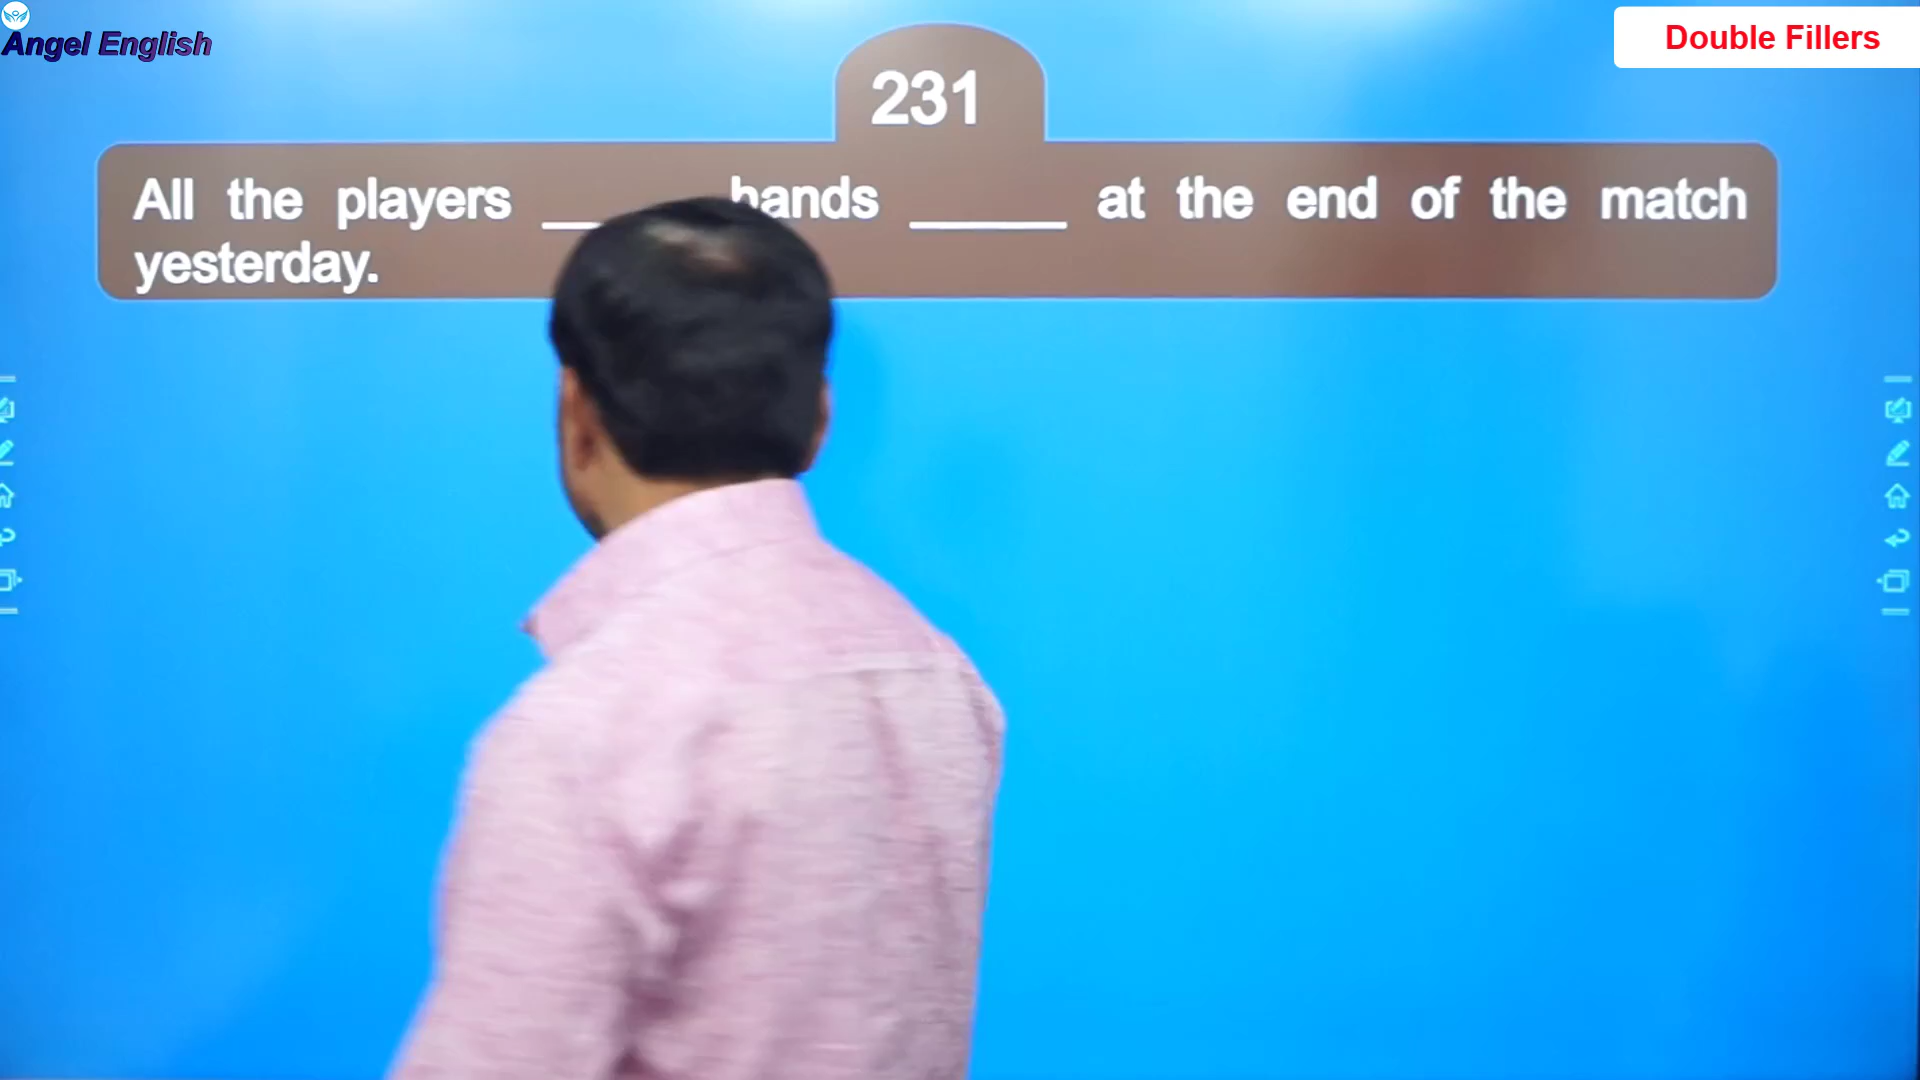 Angel English
Double Fillers
231
All the players ____ hands ______ at the end of the match
yesterday.